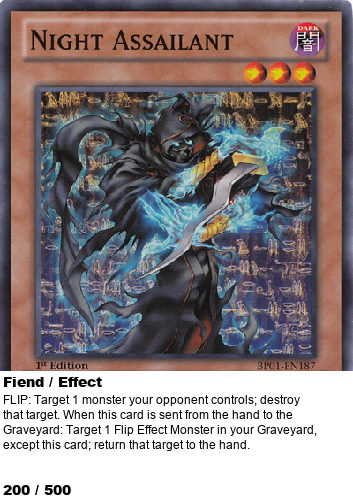 NIGHT ASSAILANT
DARK
闇
1st Edition
BPC1-EN187
Fiend / Effect
FLIP: Target 1 monster your opponent controls; destroy
that target. When this card is sent from the hand to the
Graveyard: Target 1 Flip Effect Monster in your Graveyard,
except this card; return that target to the hand.
200 / 500